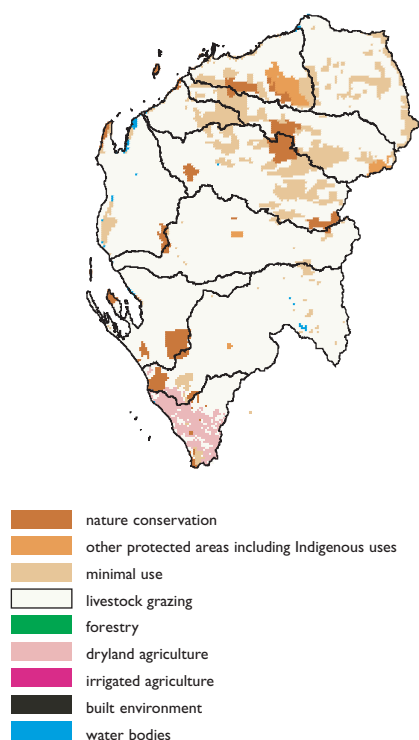 nature conservation
other protected areas including Indigenous uses
minimal use
livestock grazing
forestry
dryland agriculture
irrigated agriculture
built environment
water bodies